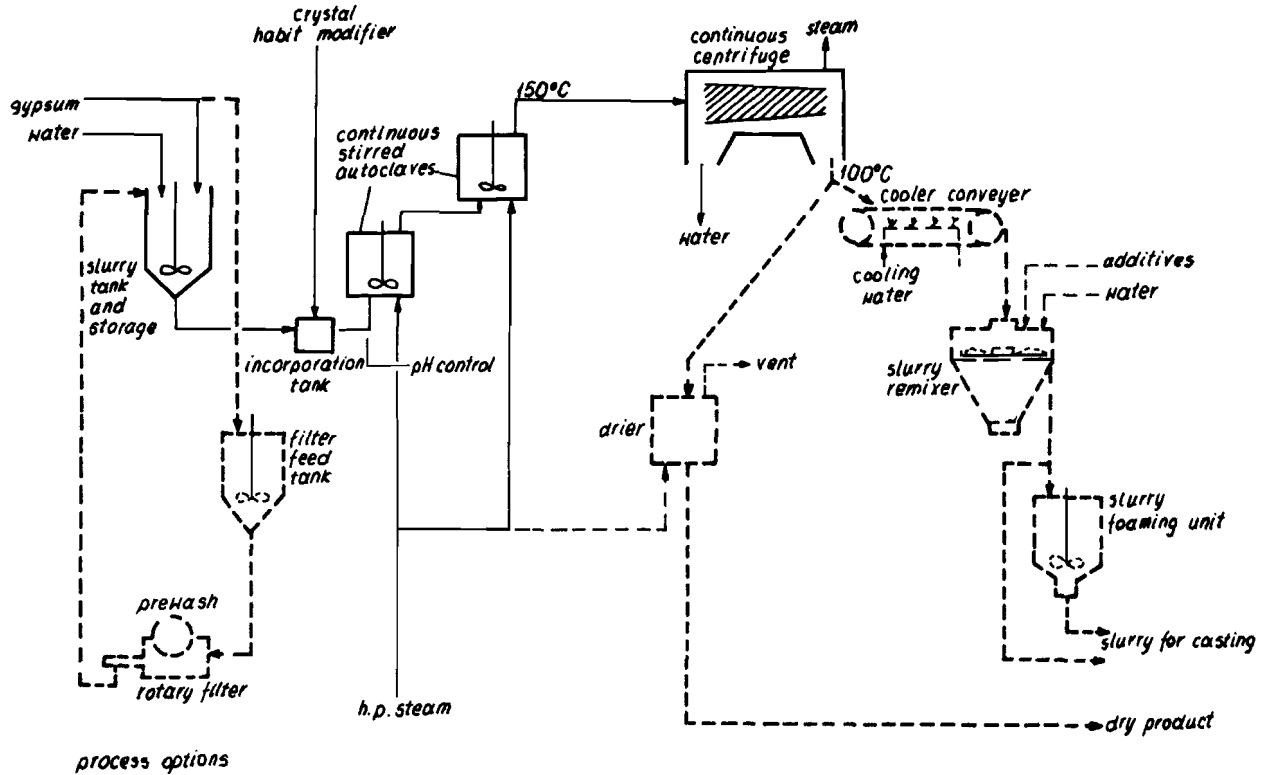 crystal
habit modifier
gypsum
water
continuous
stirred
autoclaves
150°C
continuous
centrifuge
steam
100°C
cooler conveyer
water
cooling
water
additives
water
slurry
tank
and
storage
incorporation
tank
pH control
slurry
remixer
vent
drier
filter
feed
tank
slurry
foaming unit
prewash
rotary filter
slurry for casting
h.p. steam
dry product
process options